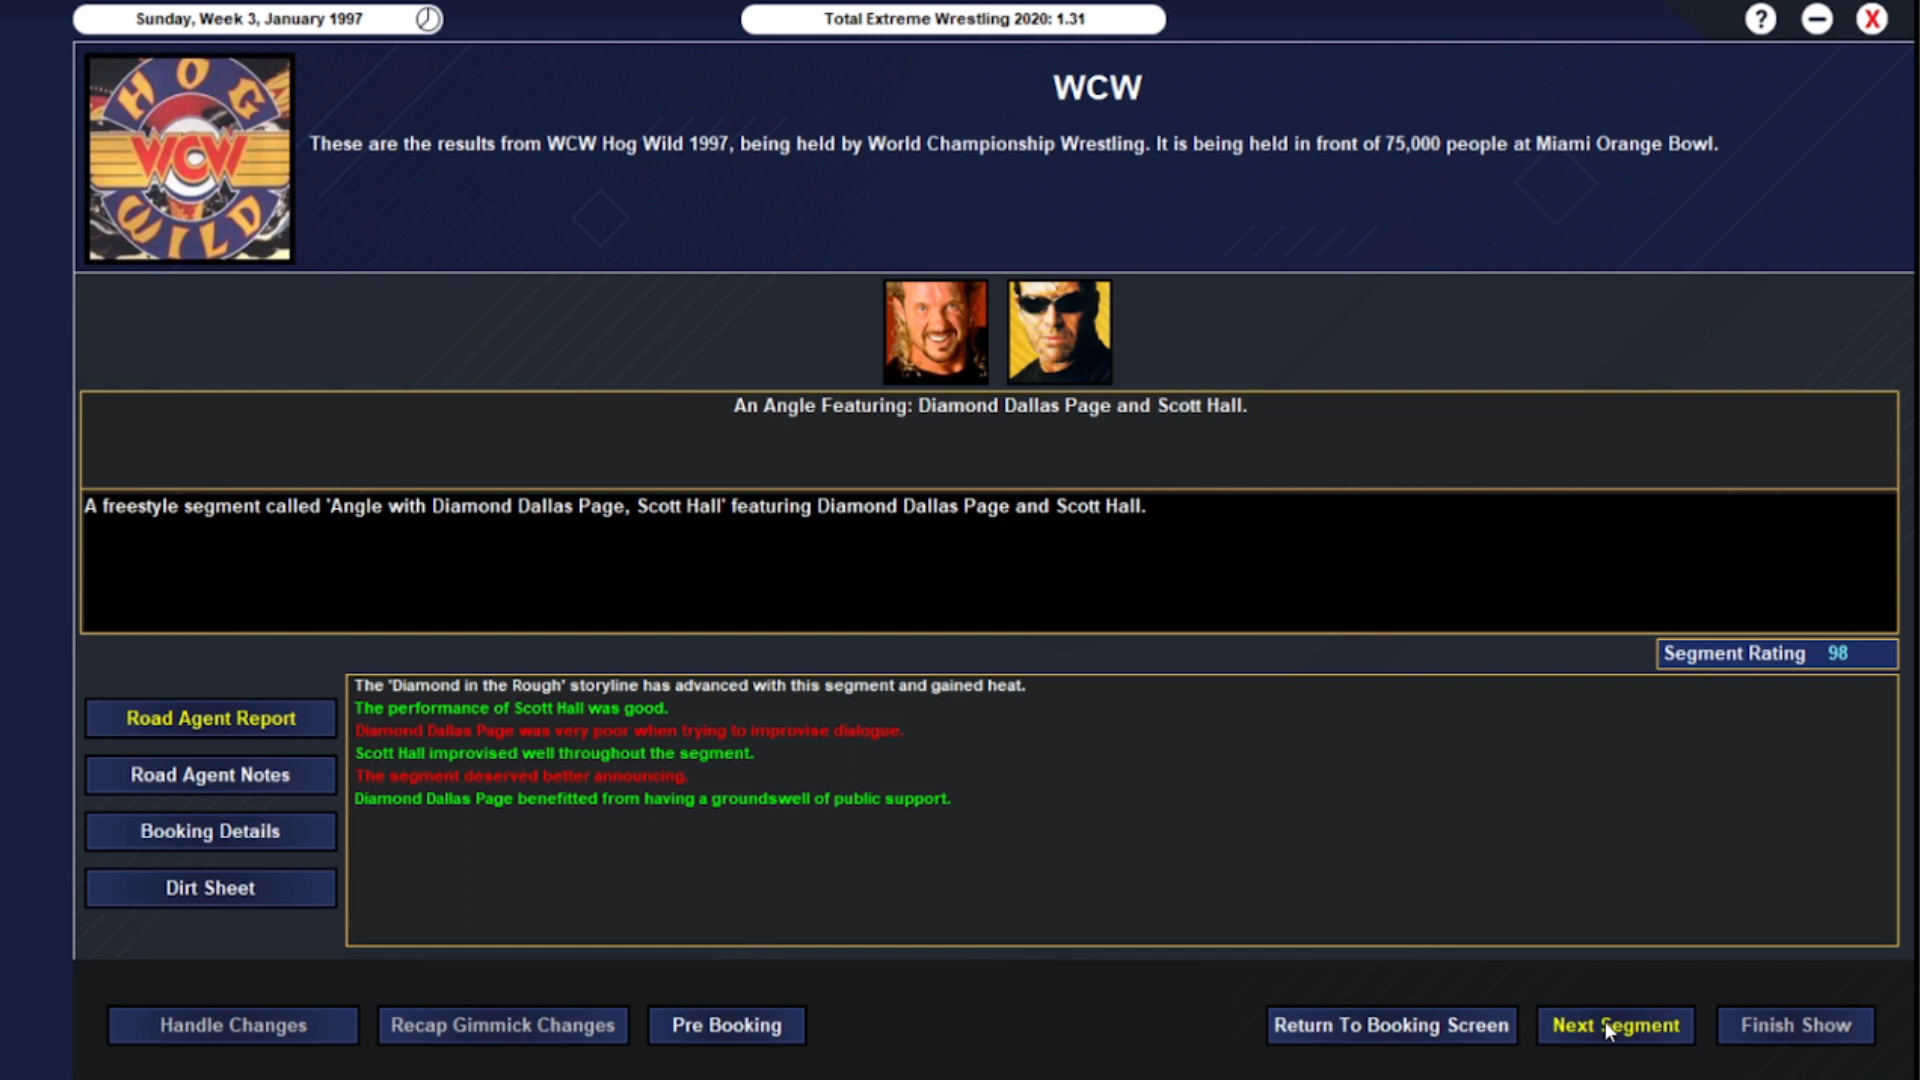 Sunday, Week 3, January 1997
Total Extreme Wrestling 2020: 1.31
?
X
HOG
WCW
WILD
WCW
These are the results from WCW Hog Wild 1997, being held by World Championship Wrestling. It is being held in front of 75,000 people at Miami Orange Bowl.
An Angle Featuring: Diamond Dallas Page and Scott Hall.
A freestyle segment called 'Angle with Diamond Dallas Page, Scott Hall' featuring Diamond Dallas Page and Scott Hall.
Segment Rating 98
Road Agent Report
Road Agent Notes
Booking Details
Dirt Sheet
The 'Diamond in the Rough' storyline has advanced with this segment and gained heat.
The performance of Scott Hall was good.
Diamond Dallas Page was very poor when trying to improvise dialogue.
Scott Hall improvised well throughout the segment.
The segment deserved better announcing.
Diamond Dallas Page benefitted from having a groundswell of public support.
Handle Changes
Recap Gimmick Changes
Pre Booking
Return To Booking Screen
Next Segment
Finish Show